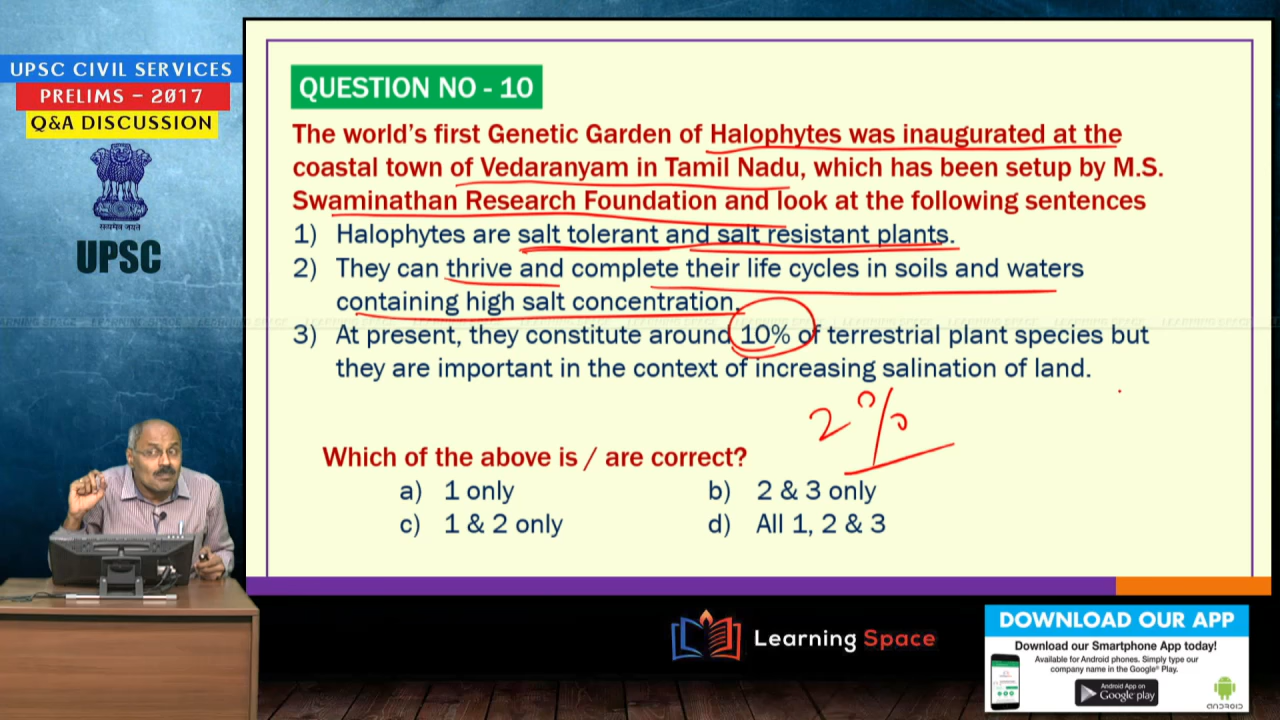 UPSC CIVIL SERVICES
PRELIMS – 2017
Q&A DISCUSSION
सत्यमेव जयते
UPSC
QUESTION NO - 10
The world's first Genetic Garden of Halophytes was inaugurated at the
coastal town of Vedaranyam in Tamil Nadu, which has been setup by M.S.
Swaminathan Research Foundation and look at the following sentences
1) Halophytes are salt tolerant and salt resistant plants.
2) They can thrive and complete their life cycles in soils and waters
containing high salt concentration.
3) At present, they constitute around 10% of terrestrial plant species but
they are important in the context of increasing salination of land.
2%
Which of the above is / are correct?
a) 1 only b) 2 & 3 only
c) 1 & 2 only d) All 1, 2 & 3
Learning Space
DOWNLOAD OUR APP
Download our Smartphone App today!
Available for Android phones. Simply type our
company name in the Google® Play.
Android App on
Google play
ANDROID